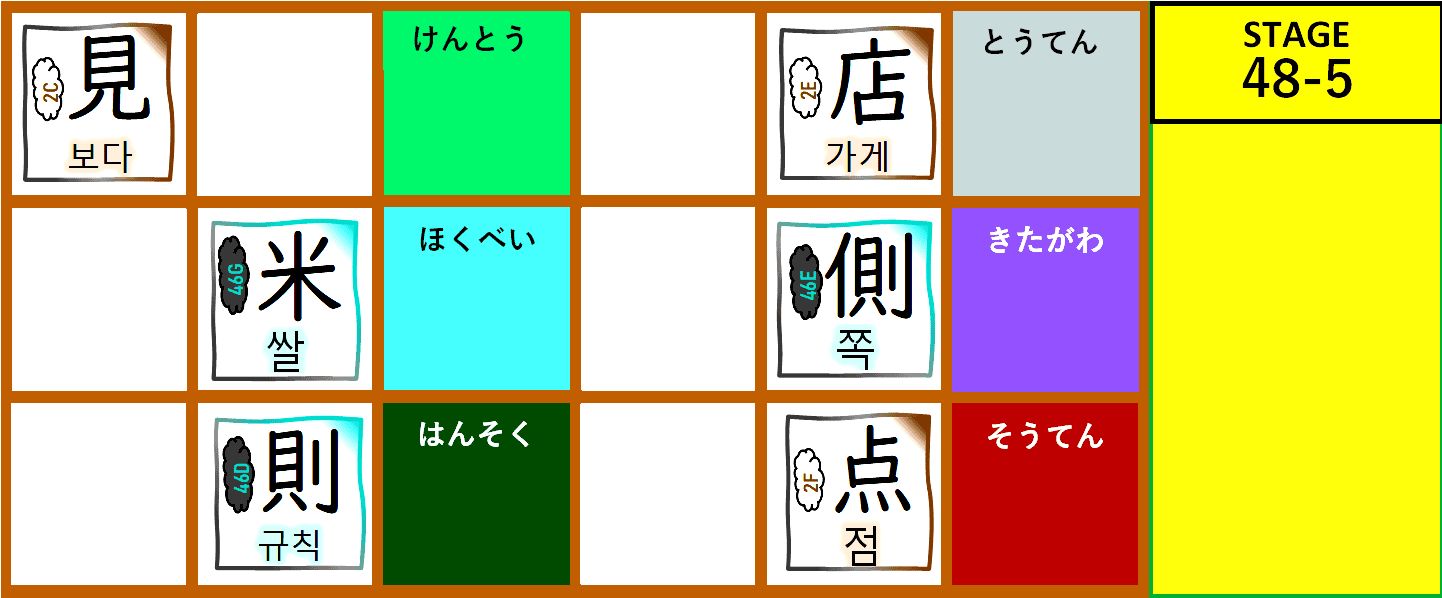 2C
見
보다
けんとう
2E
店
가게
とうてん
STAGE
48-5
46G
米
쌀
ほくべい
46E
側
쪽
きたがわ
46D
則
규칙
はんそく
2F
点
점
そうてん